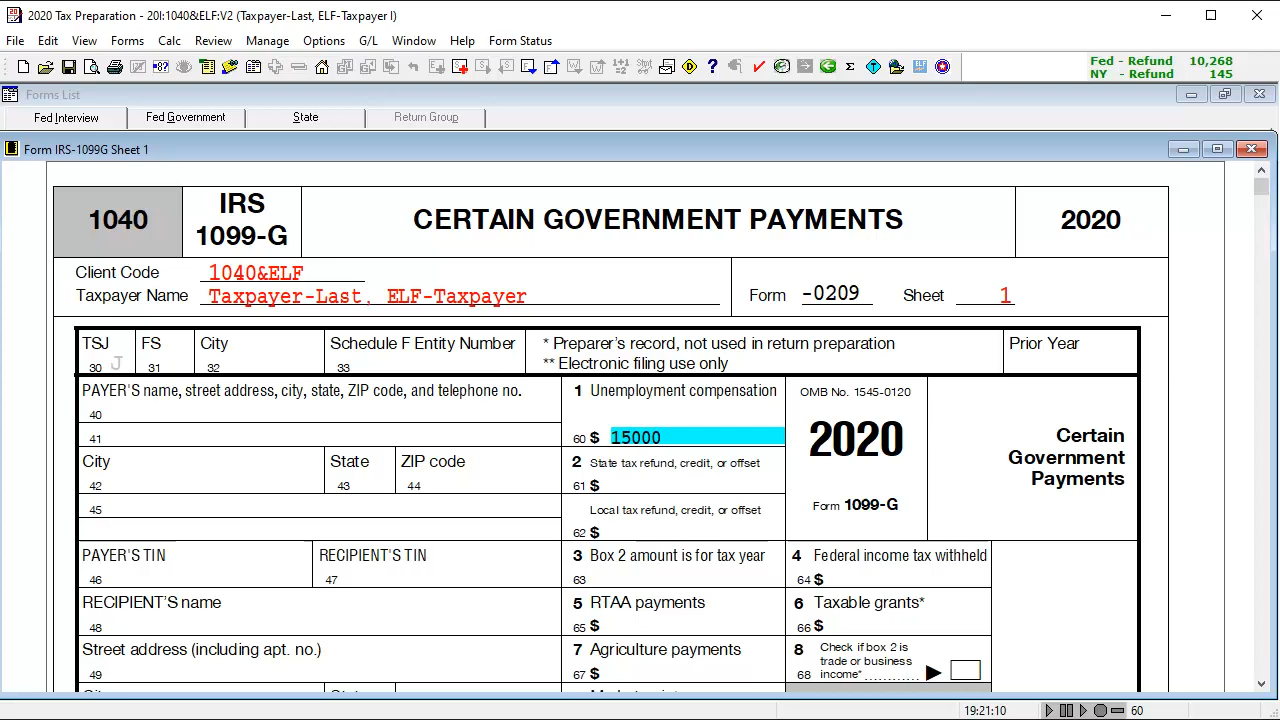 2020 Tax Preparation - 20I:1040&ELF:V2 (Taxpayer-Last, ELF-Taxpayer I)
File Edit View Forms Calc Review Manage Options G/L Window Help Form Status
Fed - Refund 10,268
NY - Refund 145
Forms List
Fed Interview Fed Government State Return Group
Form IRS-1099G Sheet 1
1040 IRS 1099-G CERTAIN GOVERNMENT PAYMENTS 2020
Client Code 1040&ELF
Taxpayer Name Taxpayer-Last, ELF-Taxpayer Form -0209 Sheet 1
TSJ FS City Schedule F Entity Number * Preparer's record, not used in return preparation Prior Year
30 J 31 32 33 ** Electronic filing use only
PAYER'S name, street address, city, state, ZIP code, and telephone no. 1 Unemployment compensation OMB No. 1545-0120
40
41 60 $ 15000 2020 Certain
City State ZIP code 2 State tax refund, credit, or offset Government
42 43 44 61 $ Payments
45 Local tax refund, credit, or offset Form 1099-G
62 $
PAYER'S TIN RECIPIENT'S TIN 3 Box 2 amount is for tax year 4 Federal income tax withheld
46 47 63 64 $
RECIPIENT'S name 5 RTAA payments 6 Taxable grants*
48 65 $ 66 $
Street address (including apt. no.) 7 Agriculture payments 8 Check if box 2 is
trade or business
49 67 $ 68 income*
19:21:10 60